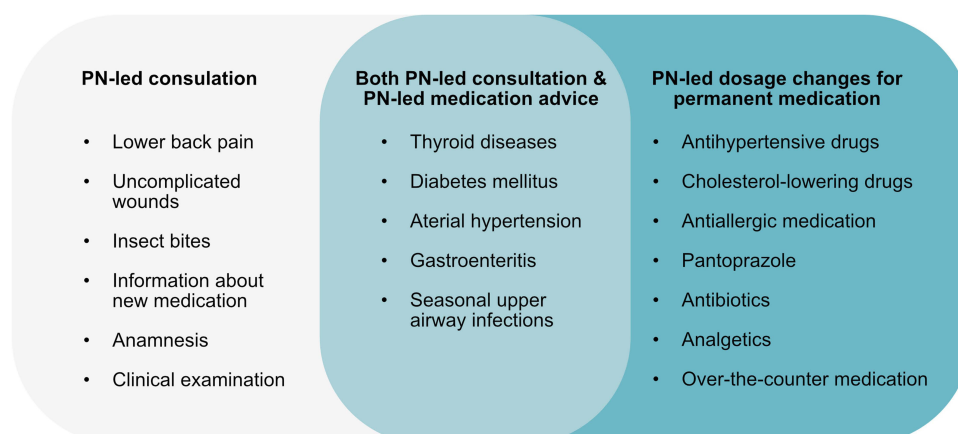 PN-led consulation
• Lower back pain
• Uncomplicated
wounds
• Insect bites
• Information about
new medication
• Anamnesis
• Clinical examination
Both PN-led consultation &
PN-led medication advice
• Thyroid diseases
• Diabetes mellitus
• Aterial hypertension
• Gastroenteritis
• Seasonal upper
airway infections
PN-led dosage changes for
permanent medication
• Antihypertensive drugs
• Cholesterol-lowering drugs
• Antiallergic medication
• Pantoprazole
• Antibiotics
• Analgetics
• Over-the-counter medication